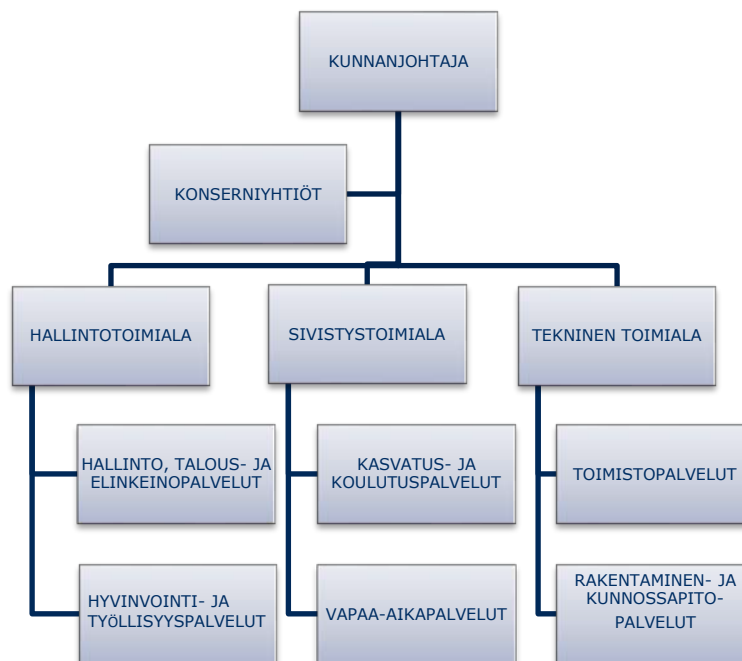 KUNNANJOHTAJA
KONSERNIYHTIÖT
HALLINTOTOIMIALA
SIVISTYSTOIMIALA
TEKNINEN TOIMIALA
HALLINTO, TALOUS- JA
ELINKEINOPALVELUT
KASVATUS- JA
KOULUTUSPALVELUT
TOIMISTOPALVELUT
HYVINVOINTI- JA
TYÖLLISYYSPALVELUT
VAPAA-AIKAPALVELUT
RAKENTAMINEN- JA
KUNNOSSAPITO-
PALVELUT